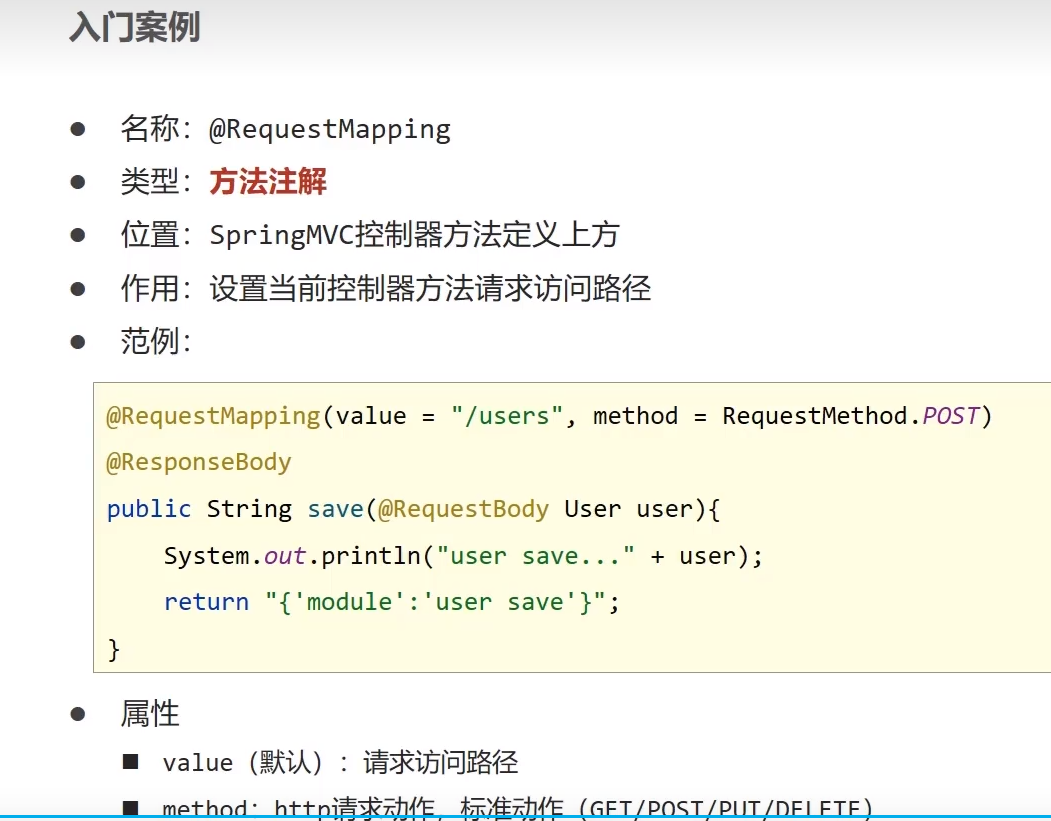 入门案例
● 名称：@RequestMapping
● 类型：方法注解
● 位置：SpringMVC控制器方法定义上方
● 作用：设置当前控制器方法请求访问路径
● 范例：
@RequestMapping(value = "/users", method = RequestMethod.POST)
@ResponseBody
public String save(@RequestBody User user){
    System.out.println("user save..." + user);
    return "{'module':'user save'}";
}
● 属性
■ value（默认）：请求访问路径
■ method：http请求动作，标准动作（GET/POST/PUT/DELETE）